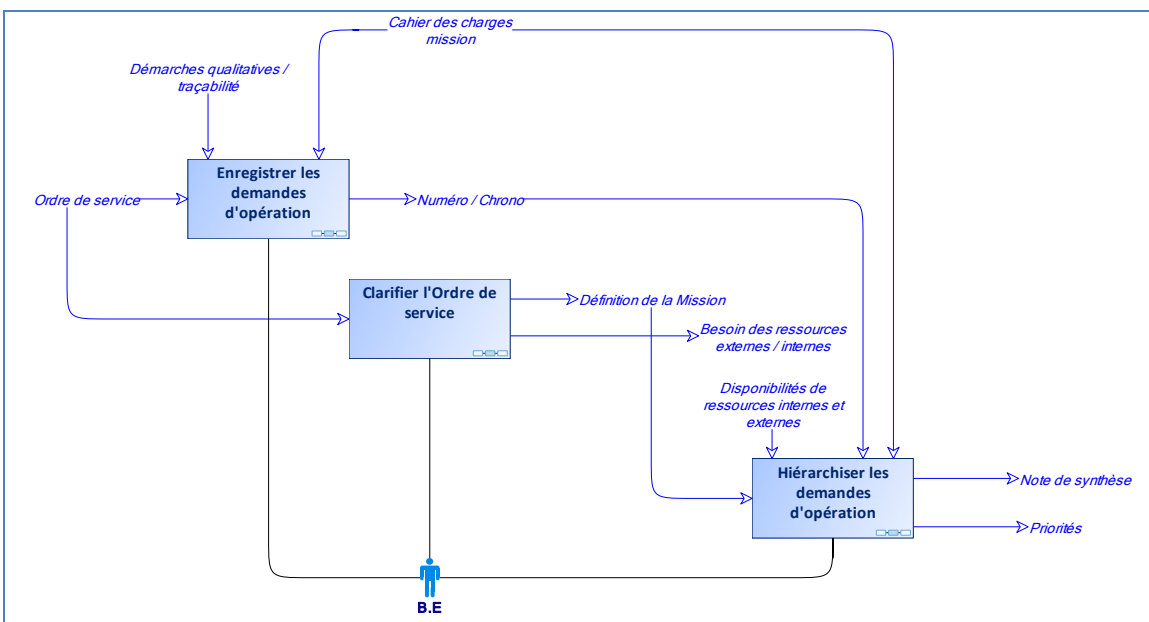 Cahier des charges
mission
Démarches qualitatives /
traçabilité
Enregistrer les
demandes
d'opération
Ordre de service
Numéro / Chrono
Clarifier l'Ordre de
service
Définition de la Mission
Besoin des ressources
externes / internes
Disponibilités de
ressources internes et
externes
Hiérarchiser les
demandes
d'opération
Note de synthèse
Priorités
B.E